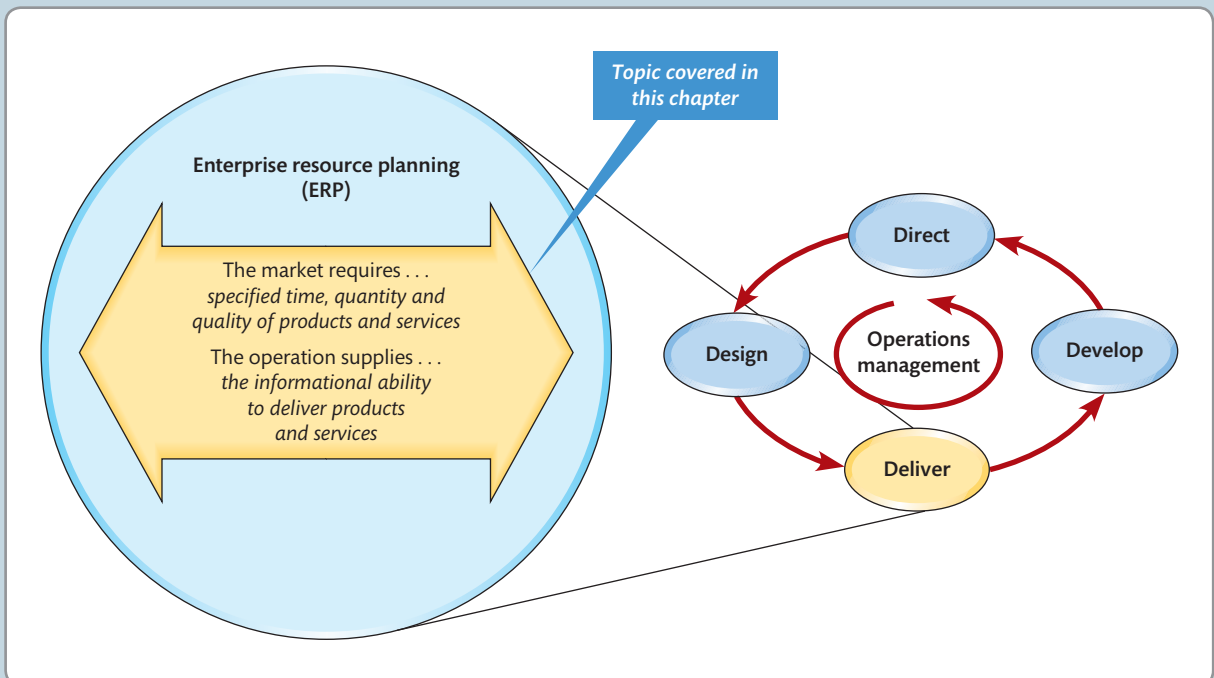 Topic covered in
this chapter
Enterprise resource planning
(ERP)
The market requires . . .
specified time, quantity and
quality of products and services
The operation supplies . . .
the informational ability
to deliver products
and services
Direct
Design
Operations
management
Develop
Deliver